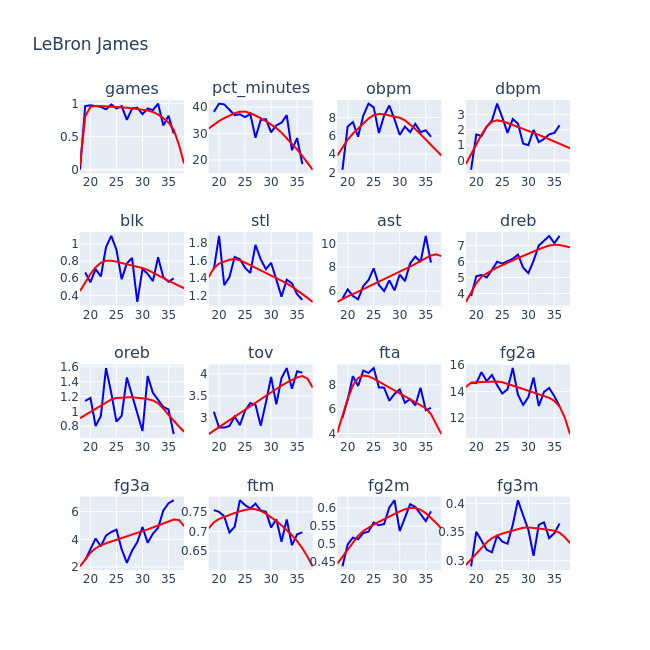 LeBron James
games pct_minutes obpm dbpm
1 0.5 0 20 25 30 35
40 30 20 20 25 30 35
8 6 4 2 20 25 30 35
3 2 1 0 20 25 30 35
blk stl ast dreb
1 0.8 0.6 0.4 20 25 30 35
1.8 1.6 1.4 1.2 20 25 30 35
10 8 6 20 25 30 35
7 6 5 4 20 25 30 35
oreb tov fta fg2a
1.6 1.4 1.2 1 0.8 20 25 30 35
4 3.5 3 20 25 30 35
8 6 4 20 25 30 35
16 14 12 20 25 30 35
fg3a ftm fg2m fg3m
6 4 2 20 25 30 35
0.75 0.7 0.65 20 25 30 35
0.6 0.55 0.5 0.45 20 25 30 35
0.4 0.35 0.3 20 25 30 35